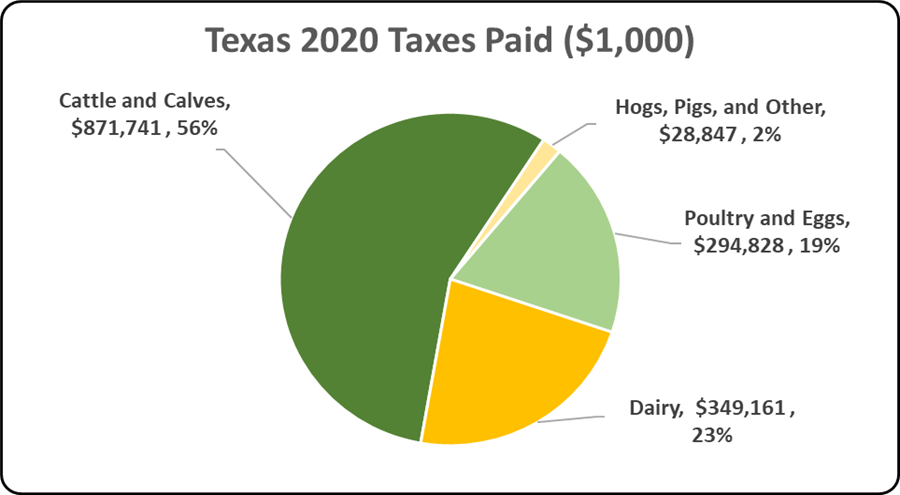 Texas 2020 Taxes Paid ($1,000)
Cattle and Calves,
$871,741 , 56%
Hogs, Pigs, and Other,
$28,847 , 2%
Poultry and Eggs,
$294,828 , 19%
Dairy,  $349,161 ,
23%